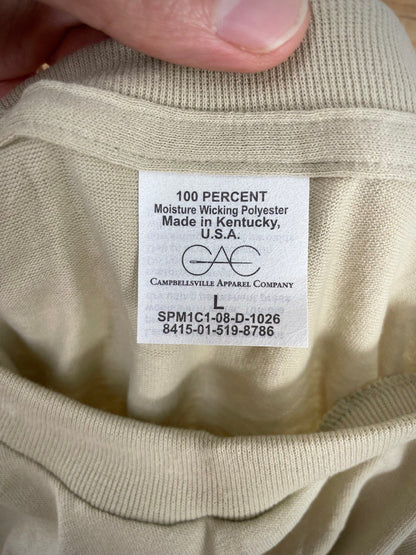 100 PERCENT
Moisture Wicking Polyester
Made in Kentucky,
U.S.A.
CAC
CAMPBELLSVILLE APPAREL COMPANY
L
SPM1C1-08-D-1026
8415-01-519-8786